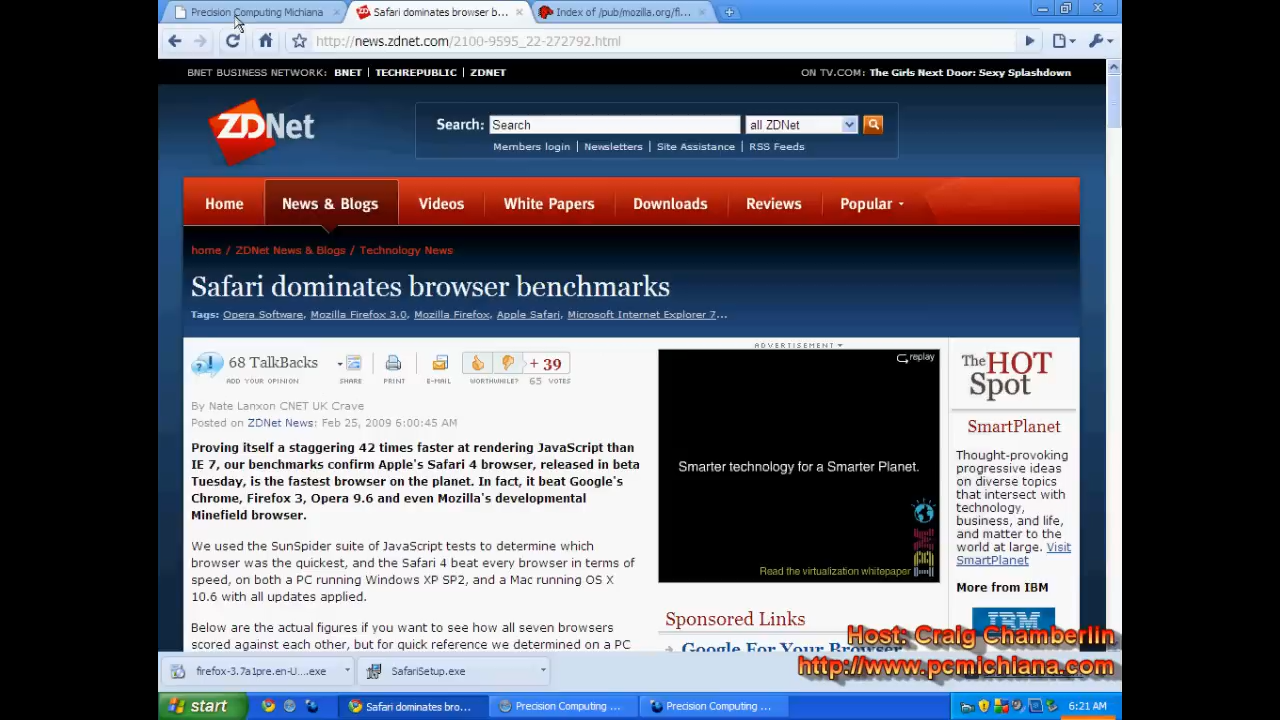 Precision Computing Michiana
Safari dominates browser b...
Index of /pub/mozilla.org/fi...
http://news.zdnet.com/2100-9595_22-272792.html
BNET BUSINESS NETWORK: BNET | TECHREPUBLIC | ZDNET
ON TV.COM: The Girls Next Door: Sexy Splashdown
ZDNet
Search: Search all ZDNet
Members login | Newsletters | Site Assistance | RSS Feeds
Home News & Blogs Videos White Papers Downloads Reviews Popular
home / ZDNet News & Blogs / Technology News
Safari dominates browser benchmarks
Tags: Opera Software, Mozilla Firefox 3.0, Mozilla Firefox, Apple Safari, Microsoft Internet Explorer 7...
68 TalkBacks
ADD YOUR OPINION
SHARE
PRINT
E-MAIL
WORTHWHILE?
+ 39
65 VOTES
By Nate Lanxon CNET UK Crave
Posted on ZDNet News: Feb 25, 2009 6:00:45 AM
Proving itself a staggering 42 times faster at rendering JavaScript than
IE 7, our benchmarks confirm Apple's Safari 4 browser, released in beta
Tuesday, is the fastest browser on the planet. In fact, it beat Google's
Chrome, Firefox 3, Opera 9.6 and even Mozilla's developmental
Minefield browser.
We used the SunSpider suite of JavaScript tests to determine which
browser was the quickest, and the Safari 4 beat every browser in terms of
speed, on both a PC running Windows XP SP2, and a Mac running OS X
10.6 with all updates applied.
Below are the stats of
if you want to see how all seven browsers
scored against each other, but for quick reference we determined on a PC
ADVERTISEMENT
replay
Smarter technology for a Smarter Planet.
IBM
Read the virtualization whitepaper
Sponsored Links
Google For Your Browser
The HOT
Spot
SmartPlanet
Thought-provoking
progressive ideas
on diverse topics
that intersect with
technology,
business, and life,
and matter to the
world at large. Visit
SmartPlanet
More from IBM
IBM
Host: Craig Chamberlin
http://www.pcmichiana.com
firefox-3.7a1pre.en-U....exe
SafariSetup.exe
start
Safari dominates bro...
Precision Computing ...
Precision Computing ...
6:21 AM